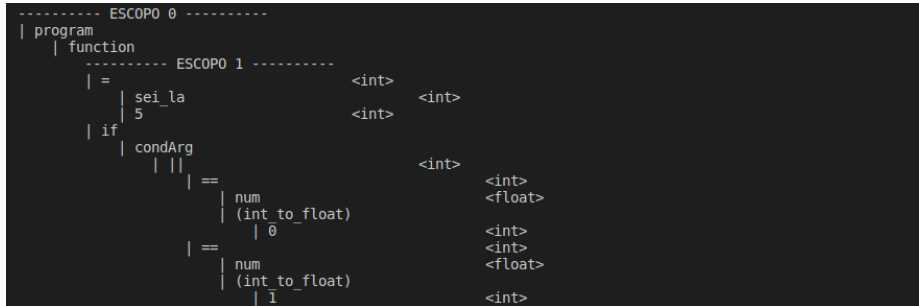 ---------- ESCOPO 0 ----------
| program
| function
---------- ESCOPO 1 ----------
| = <int>
| sei_la <int>
| 5 <int>
| if
| condArg
| || <int>
| == <int>
| num <float>
| (int_to_float)
| 0 <int>
| == <int>
| num <float>
| (int_to_float)
| 1 <int>